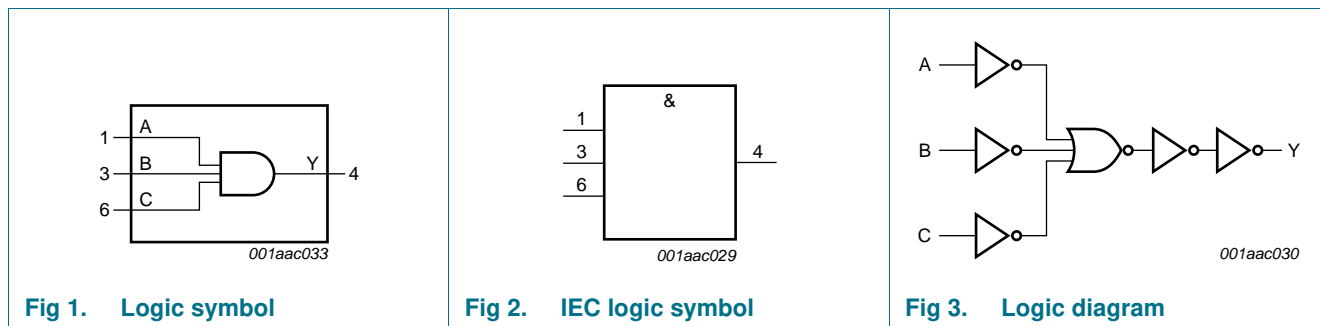 A
1
B
3
C
6
Y
4
001aac033
Fig 1. Logic symbol
&
1
3
6
4
001aac029
Fig 2. IEC logic symbol
A
B
C
Y
001aac030
Fig 3. Logic diagram